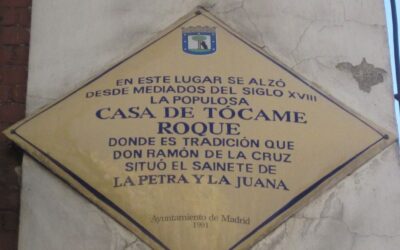 EN ESTE LUGAR SE ALZÓ
DESDE MEDIADOS DEL SIGLO XVIII
LA POPULOSA
CASA DE TÓCAME
ROQUE
DONDE ES TRADICIÓN QUE
DON RAMÓN DE LA CRUZ
SITUÓ EL SAINETE DE
LA PETRA Y LA JUANA
Ayuntamiento de Madrid
1991